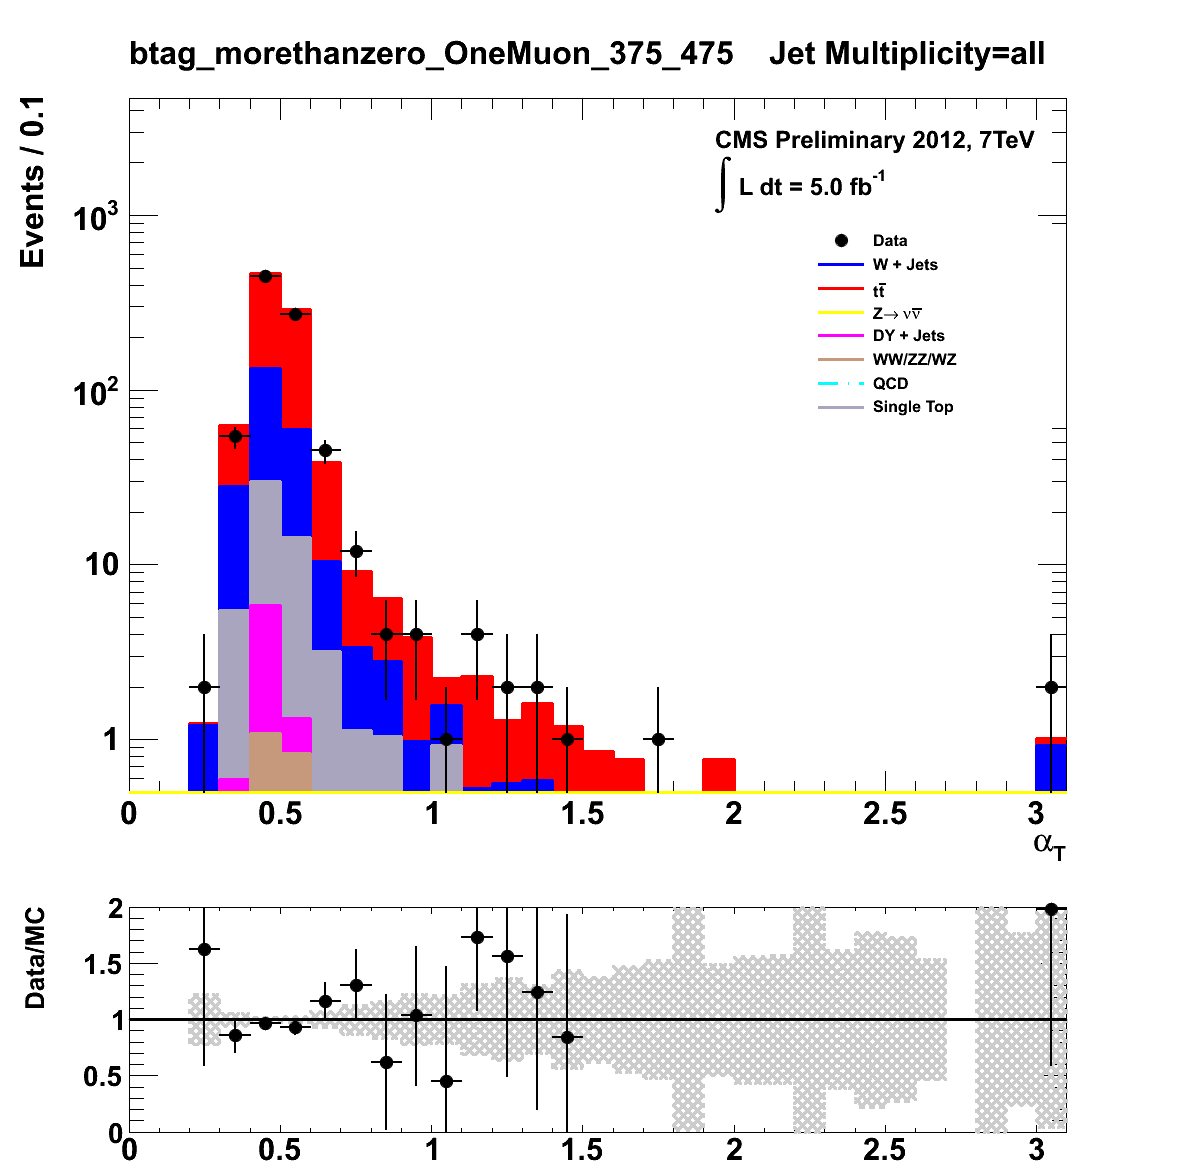 btag_morethanzero_OneMuon_375_475 Jet Multiplicity=all
Events / 0.1
CMS Preliminary 2012, 7TeV
∫ L dt = 5.0 fb⁻¹
Data
W + Jets
tt̄
Z→ νν̄
DY + Jets
WW/ZZ/WZ
QCD
Single Top
10³
10²
10
1
0 0.5 1 1.5 2 2.5 3
α_T
Data/MC
2
1.5
1
0.5
0
0 0.5 1 1.5 2 2.5 3